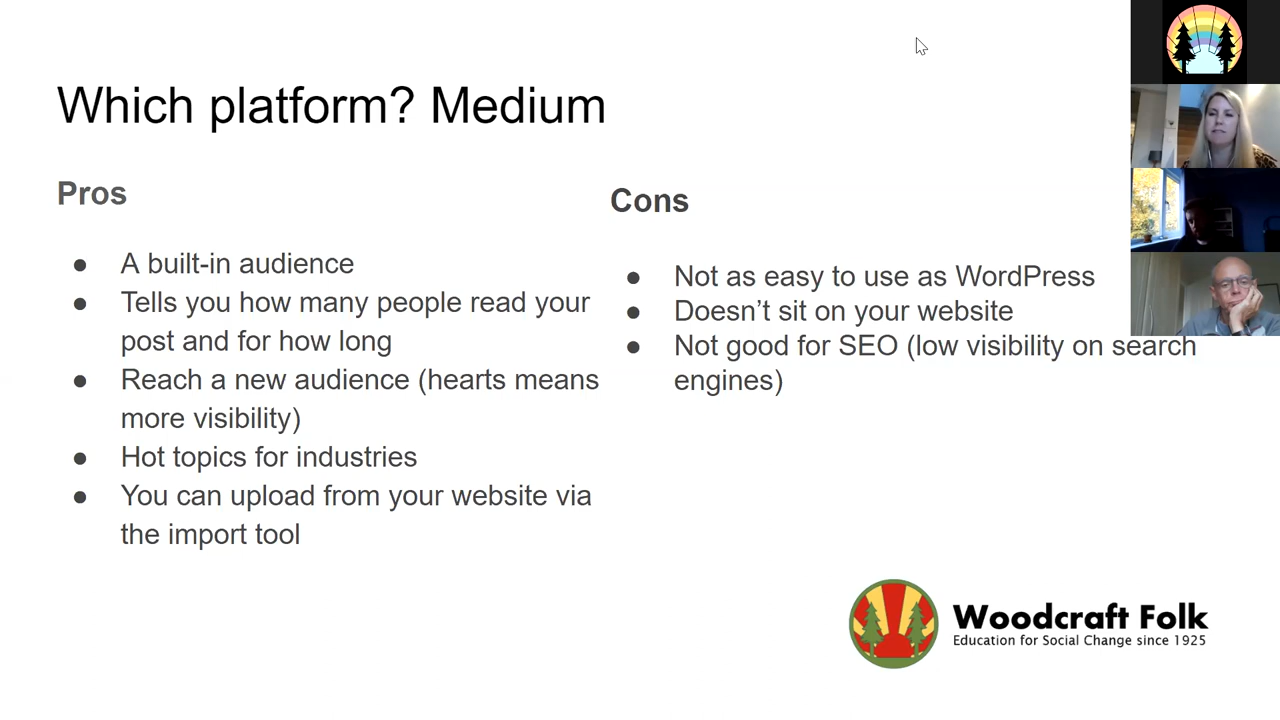 Which platform? Medium
Pros
● A built-in audience
● Tells you how many people read your
post and for how long
● Reach a new audience (hearts means
more visibility)
● Hot topics for industries
● You can upload from your website via
the import tool
Cons
● Not as easy to use as WordPress
● Doesn’t sit on your website
● Not good for SEO (low visibility on search
engines)
Woodcraft Folk
Education for Social Change since 1925